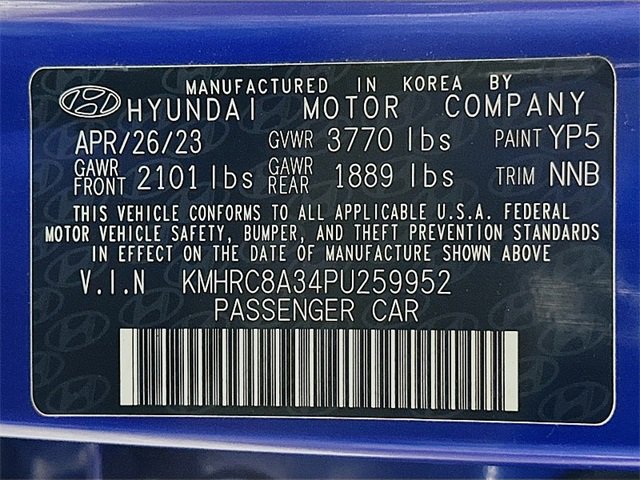 MANUFACTURED IN KOREA BY
HYUNDAI MOTOR COMPANY
APR/26/23 GVWR 3770 lbs PAINT YP5
GAWR FRONT 2101 lbs GAWR REAR 1889 lbs TRIM NNB
THIS VEHICLE CONFORMS TO ALL APPLICABLE U.S.A. FEDERAL
MOTOR VEHICLE SAFETY, BUMPER, AND THEFT PREVENTION STANDARDS
IN EFFECT ON THE DATE OF MANUFACTURE SHOWN ABOVE
V.I.N KMHRC8A34PU259952
PASSENGER CAR